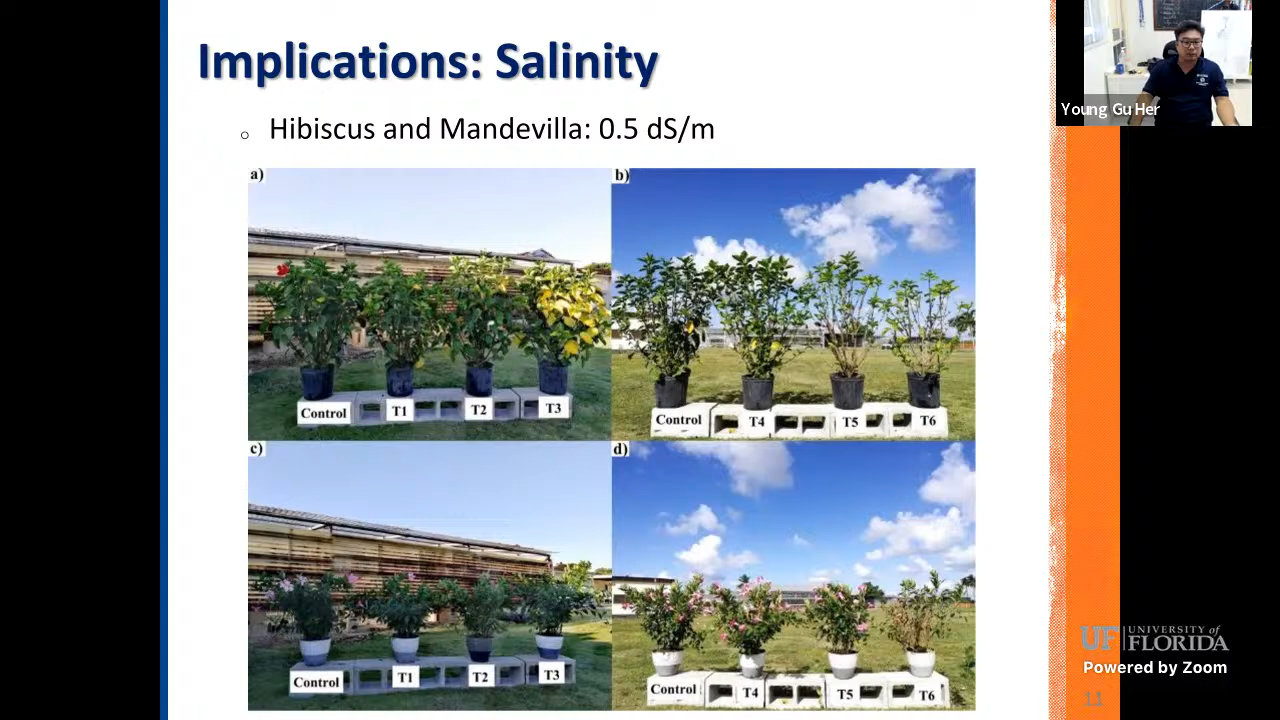 Implications: Salinity
Young Gu Her
○ Hibiscus and Mandevilla: 0.5 dS/m
a)
b)
Control T1 T2 T3
Control T4 T5 T6
c)
d)
Control T1 T2 T3
Control T4 T5 T6
UF UNIVERSITY of
FLORIDA
Powered by Zoom
11